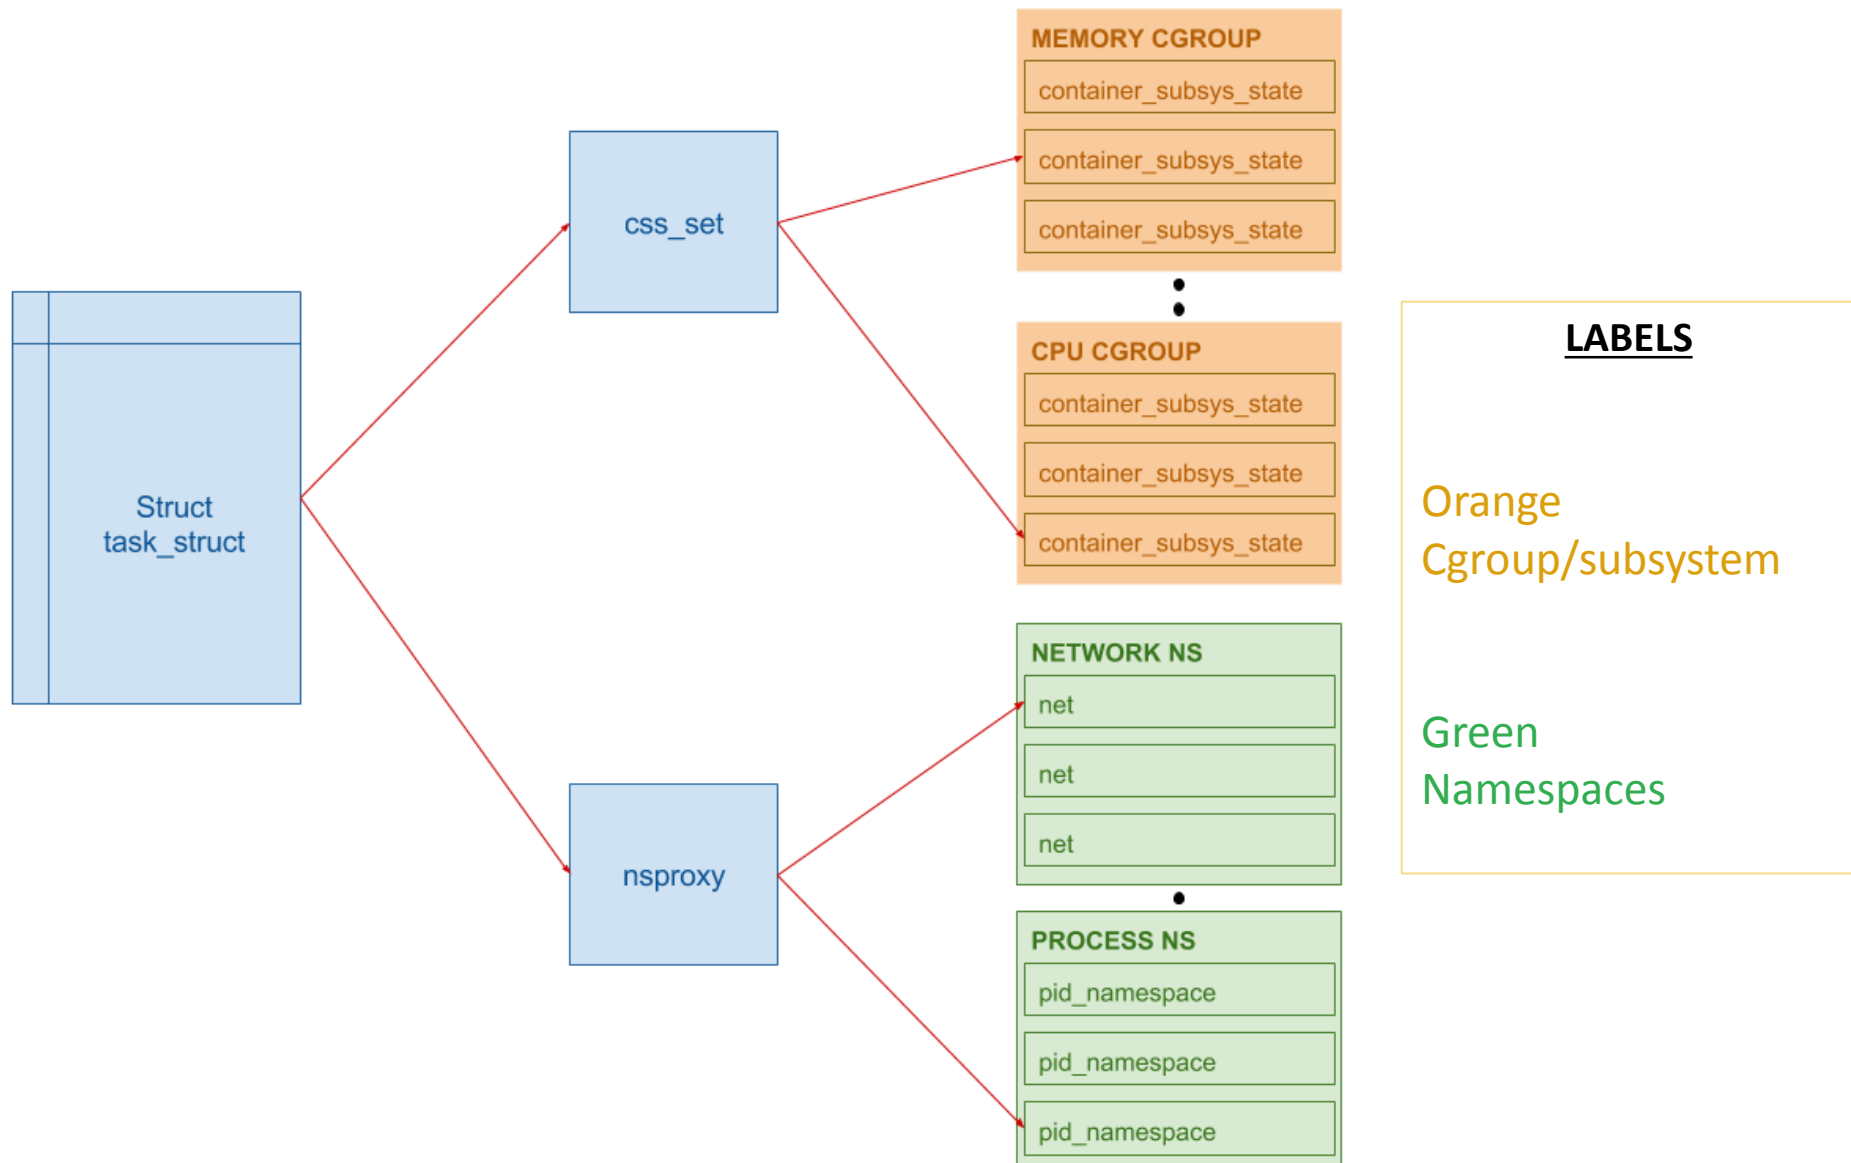 MEMORY CGROUP
container_subsys_state
container_subsys_state
container_subsys_state
css_set
CPU CGROUP
container_subsys_state
container_subsys_state
container_subsys_state
Struct
task_struct
NETWORK NS
net
net
net
nsproxy
PROCESS NS
pid_namespace
pid_namespace
pid_namespace
LABELS
Orange
Cgroup/subsystem
Green
Namespaces